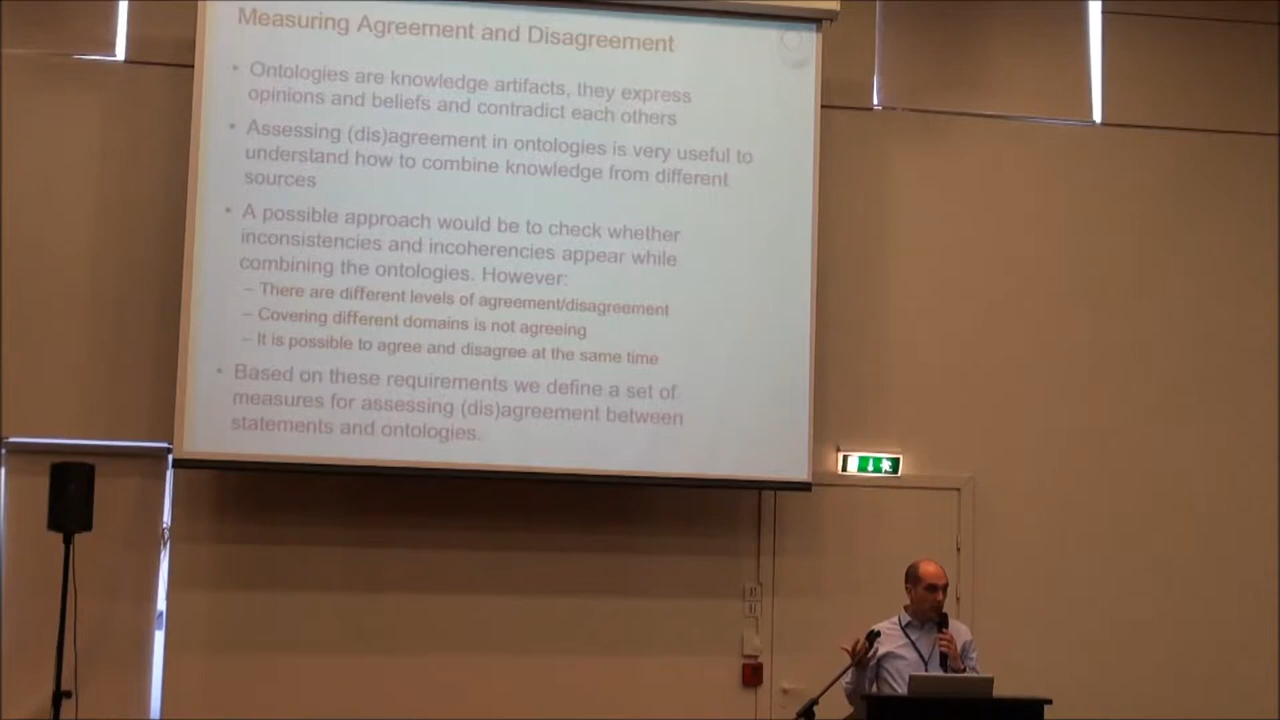 Measuring Agreement and Disagreement
• Ontologies are knowledge artifacts, they express
opinions and beliefs and contradict each others
• Assessing (dis)agreement in ontologies is very useful to
understand how to combine knowledge from different
sources
• A possible approach would be to check whether
inconsistencies and incoherencies appear while
combining the ontologies. However:
– There are different levels of agreement/disagreement
– Covering different domains is not agreeing
– It is possible to agree and disagree at the same time
• Based on these requirements we define a set of
measures for assessing (dis)agreement between
statements and ontologies.